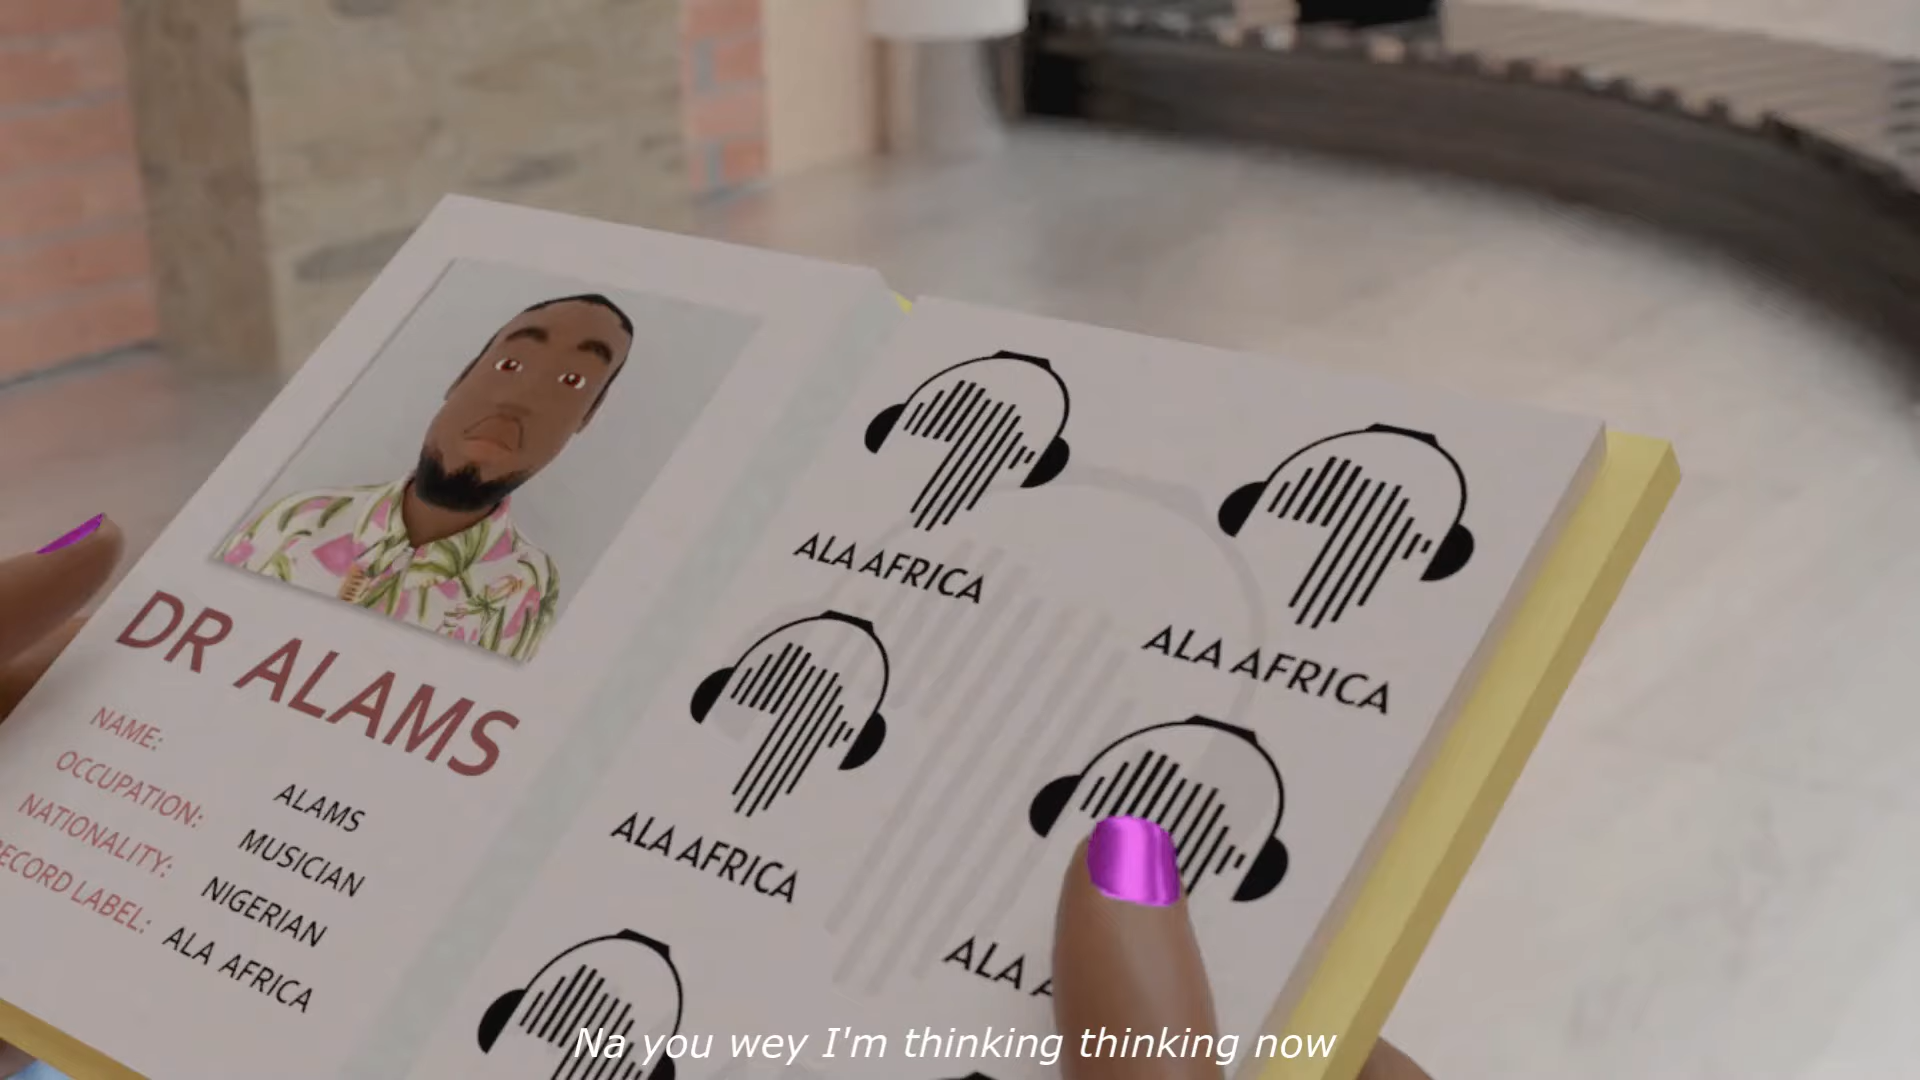 DR ALAMS
NAME: ALAMS
OCCUPATION: MUSICIAN
NATIONALITY: NIGERIAN
RECORD LABEL: ALA AFRICA
ALA AFRICA
ALA AFRICA
ALA AFRICA
ALA
Na you wey I'm thinking thinking now